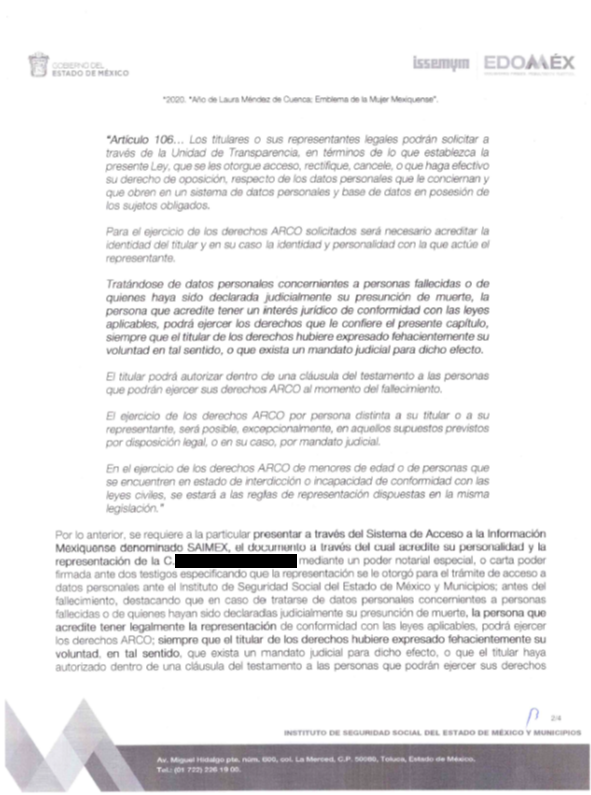 GOBIERNO DEL
ESTADO DE MÉXICO
issemym
EDOMÉX
"2020. "Año de Laura Méndez de Cuenca; Emblema de la Mujer Mexiquense".
"Artículo 106… Los titulares o sus representantes legales podrán solicitar a
través de la Unidad de Transparencia, en términos de lo que establezca la
presente Ley, que se les otorgue acceso, rectifique, cancele, o que haga efectivo
su derecho de oposición, respecto de los datos personales que le conciernan y
que obren en un sistema de datos personales y base de datos en posesión de
los sujetos obligados.
Para el ejercicio de los derechos ARCO solicitados será necesario acreditar la
identidad del titular y en su caso la identidad y personalidad con la que actúe el
representante.
Tratándose de datos personales concernientes a personas fallecidas o de
quienes haya sido declarada judicialmente su presunción de muerte, la
persona que acredite tener un interés jurídico de conformidad con las leyes
aplicables, podrá ejercer los derechos que le confiere el presente capítulo,
siempre que el titular de los derechos hubiere expresado fehacientemente su
voluntad en tal sentido, o que exista un mandato judicial para dicho efecto.
El titular podrá autorizar dentro de una cláusula del testamento a las personas
que podrán ejercer sus derechos ARCO al momento del fallecimiento.
El ejercicio de los derechos ARCO por persona distinta a su titular o a su
representante, será posible, excepcionalmente, en aquellos supuestos previstos
por disposición legal, o en su caso, por mandato judicial.
En el ejercicio de los derechos ARCO de menores de edad o de personas que
se encuentren en estado de interdicción o incapacidad de conformidad con las
leyes civiles, se estará a las reglas de representación dispuestas en la misma
legislación."
Por lo anterior, se requiere a la particular presentar a través del Sistema de Acceso a la Información
Mexiquense denominado SAIMEX, el documento a través del cual acredite su personalidad y la
representación de la C. mediante un poder notarial especial, o carta poder
firmada ante dos testigos especificando que la representación se le otorgó para el trámite de acceso a
datos personales ante el Instituto de Seguridad Social del Estado de México y Municipios; antes del
fallecimiento, destacando que en caso de tratarse de datos personales concernientes a personas
fallecidas o de quienes hayan sido declaradas judicialmente su presunción de muerte, la persona que
acredite tener legalmente la representación de conformidad con las leyes aplicables, podrá ejercer
los derechos ARCO; siempre que el titular de los derechos hubiere expresado fehacientemente su
voluntad, en tal sentido, que exista un mandato judicial para dicho efecto, o que el titular haya
autorizado dentro de una cláusula del testamento a las personas que podrán ejercer sus derechos
2/4
INSTITUTO DE SEGURIDAD SOCIAL DEL ESTADO DE MÉXICO Y MUNICIPIOS
Av. Miguel Hidalgo pte. núm. 600, col. La Merced, C.P. 50080, Toluca, Estado de México.
Tel.: (01 722) 226 19 00.